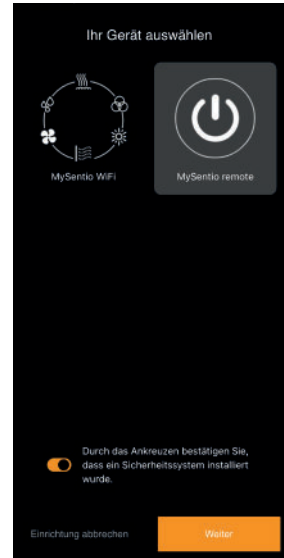 Ihr Gerät auswählen
MySentio WiFi
MySentio remote
Durch das Ankreuzen bestätigen Sie,
dass ein Sicherheitssystem installiert
wurde.
Einrichtung abbrechen
Weiter